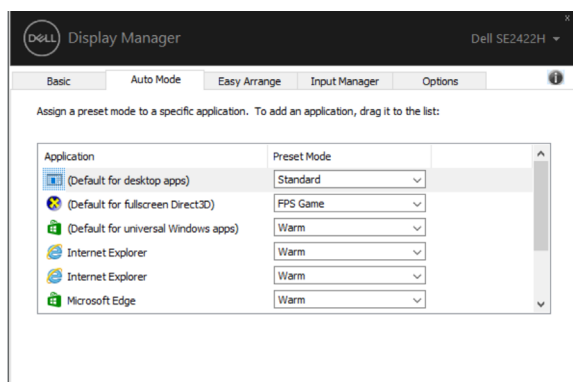 x
DELL Display Manager Dell SE2422H
Basic Auto Mode Easy Arrange Input Manager Options i
Assign a preset mode to a specific application. To add an application, drag it to the list:
Application Preset Mode
(Default for desktop apps) Standard
(Default for fullscreen Direct3D) FPS Game
(Default for universal Windows apps) Warm
Internet Explorer Warm
Internet Explorer Warm
Microsoft Edge Warm